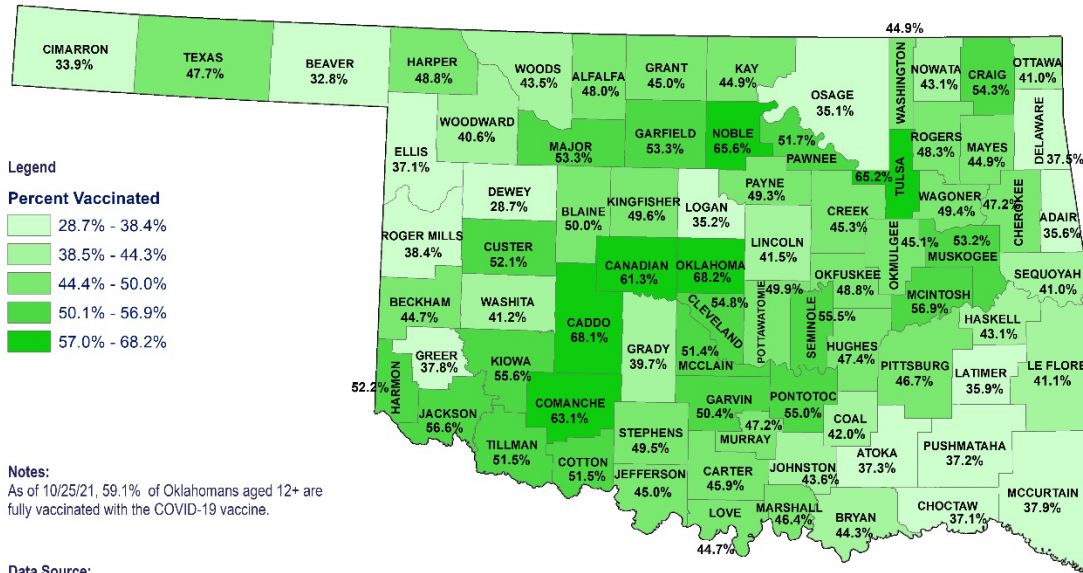 44.9%
CIMARRON
33.9%
TEXAS
47.7%
BEAVER
32.8%
HARPER
48.8%
WOODS
43.5%
ALFALFA
48.0%
GRANT
45.0%
KAY
44.9%
OSAGE
35.1%
WASHINGTON
NOWATA
43.1%
CRAIG
54.3%
OTTAWA
41.0%
ELLIS
37.1%
WOODWARD
40.6%
MAJOR
53.3%
GARFIELD
53.3%
NOBLE
65.6%
51.7%
PAWNEE
65.2%
TULSA
ROGERS
48.3%
MAYES
44.9%
DELAWARE
37.5%
Legend
Percent Vaccinated
28.7% - 38.4%
38.5% - 44.3%
44.4% - 50.0%
50.1% - 56.9%
57.0% - 68.2%
ROGER MILLS
38.4%
DEWEY
28.7%
CUSTER
52.1%
BLAINE
50.0%
KINGFISHER
49.6%
LOGAN
35.2%
PAYNE
49.3%
CREEK
45.3%
WAGONER
49.4%
47.2%
CHEROKEE
ADAIR
35.6%
CANADIAN
61.3%
OKLAHOMA
68.2%
LINCOLN
41.5%
OKFUSKEE
48.8%
OKMULGEE
45.1%
53.2%
MUSKOGEE
SEQUOYAH
41.0%
BECKHAM
44.7%
WASHITA
41.2%
CADDO
68.1%
GRADY
39.7%
54.8%
CLEVELAND
51.4%
MCCLAIN
49.9%
POTTAWATOMIE
SEMINOLE
55.5%
HUGHES
47.4%
MCINTOSH
56.9%
HASKELL
43.1%
PITTSBURG
46.7%
LATIMER
35.9%
LE FLORE
41.1%
GREER
37.8%
52.2%
HARMON
KIOWA
55.6%
JACKSON
56.6%
COMANCHE
63.1%
TILLMAN
51.5%
COTTON
51.5%
STEPHENS
49.5%
JEFFERSON
45.0%
GARVIN
50.4%
47.2%
MURRAY
PONTOTOC
55.0%
COAL
42.0%
CARTER
45.9%
JOHNSTON
43.6%
ATOKA
37.3%
PUSHMATAHA
37.2%
LOVE
44.7%
MARSHALL
46.4%
BRYAN
44.3%
CHOCTAW
37.1%
MCCURTAIN
37.9%
Notes:
As of 10/25/21, 59.1% of Oklahomans aged 12+ are
fully vaccinated with the COVID-19 vaccine.
Data Source: